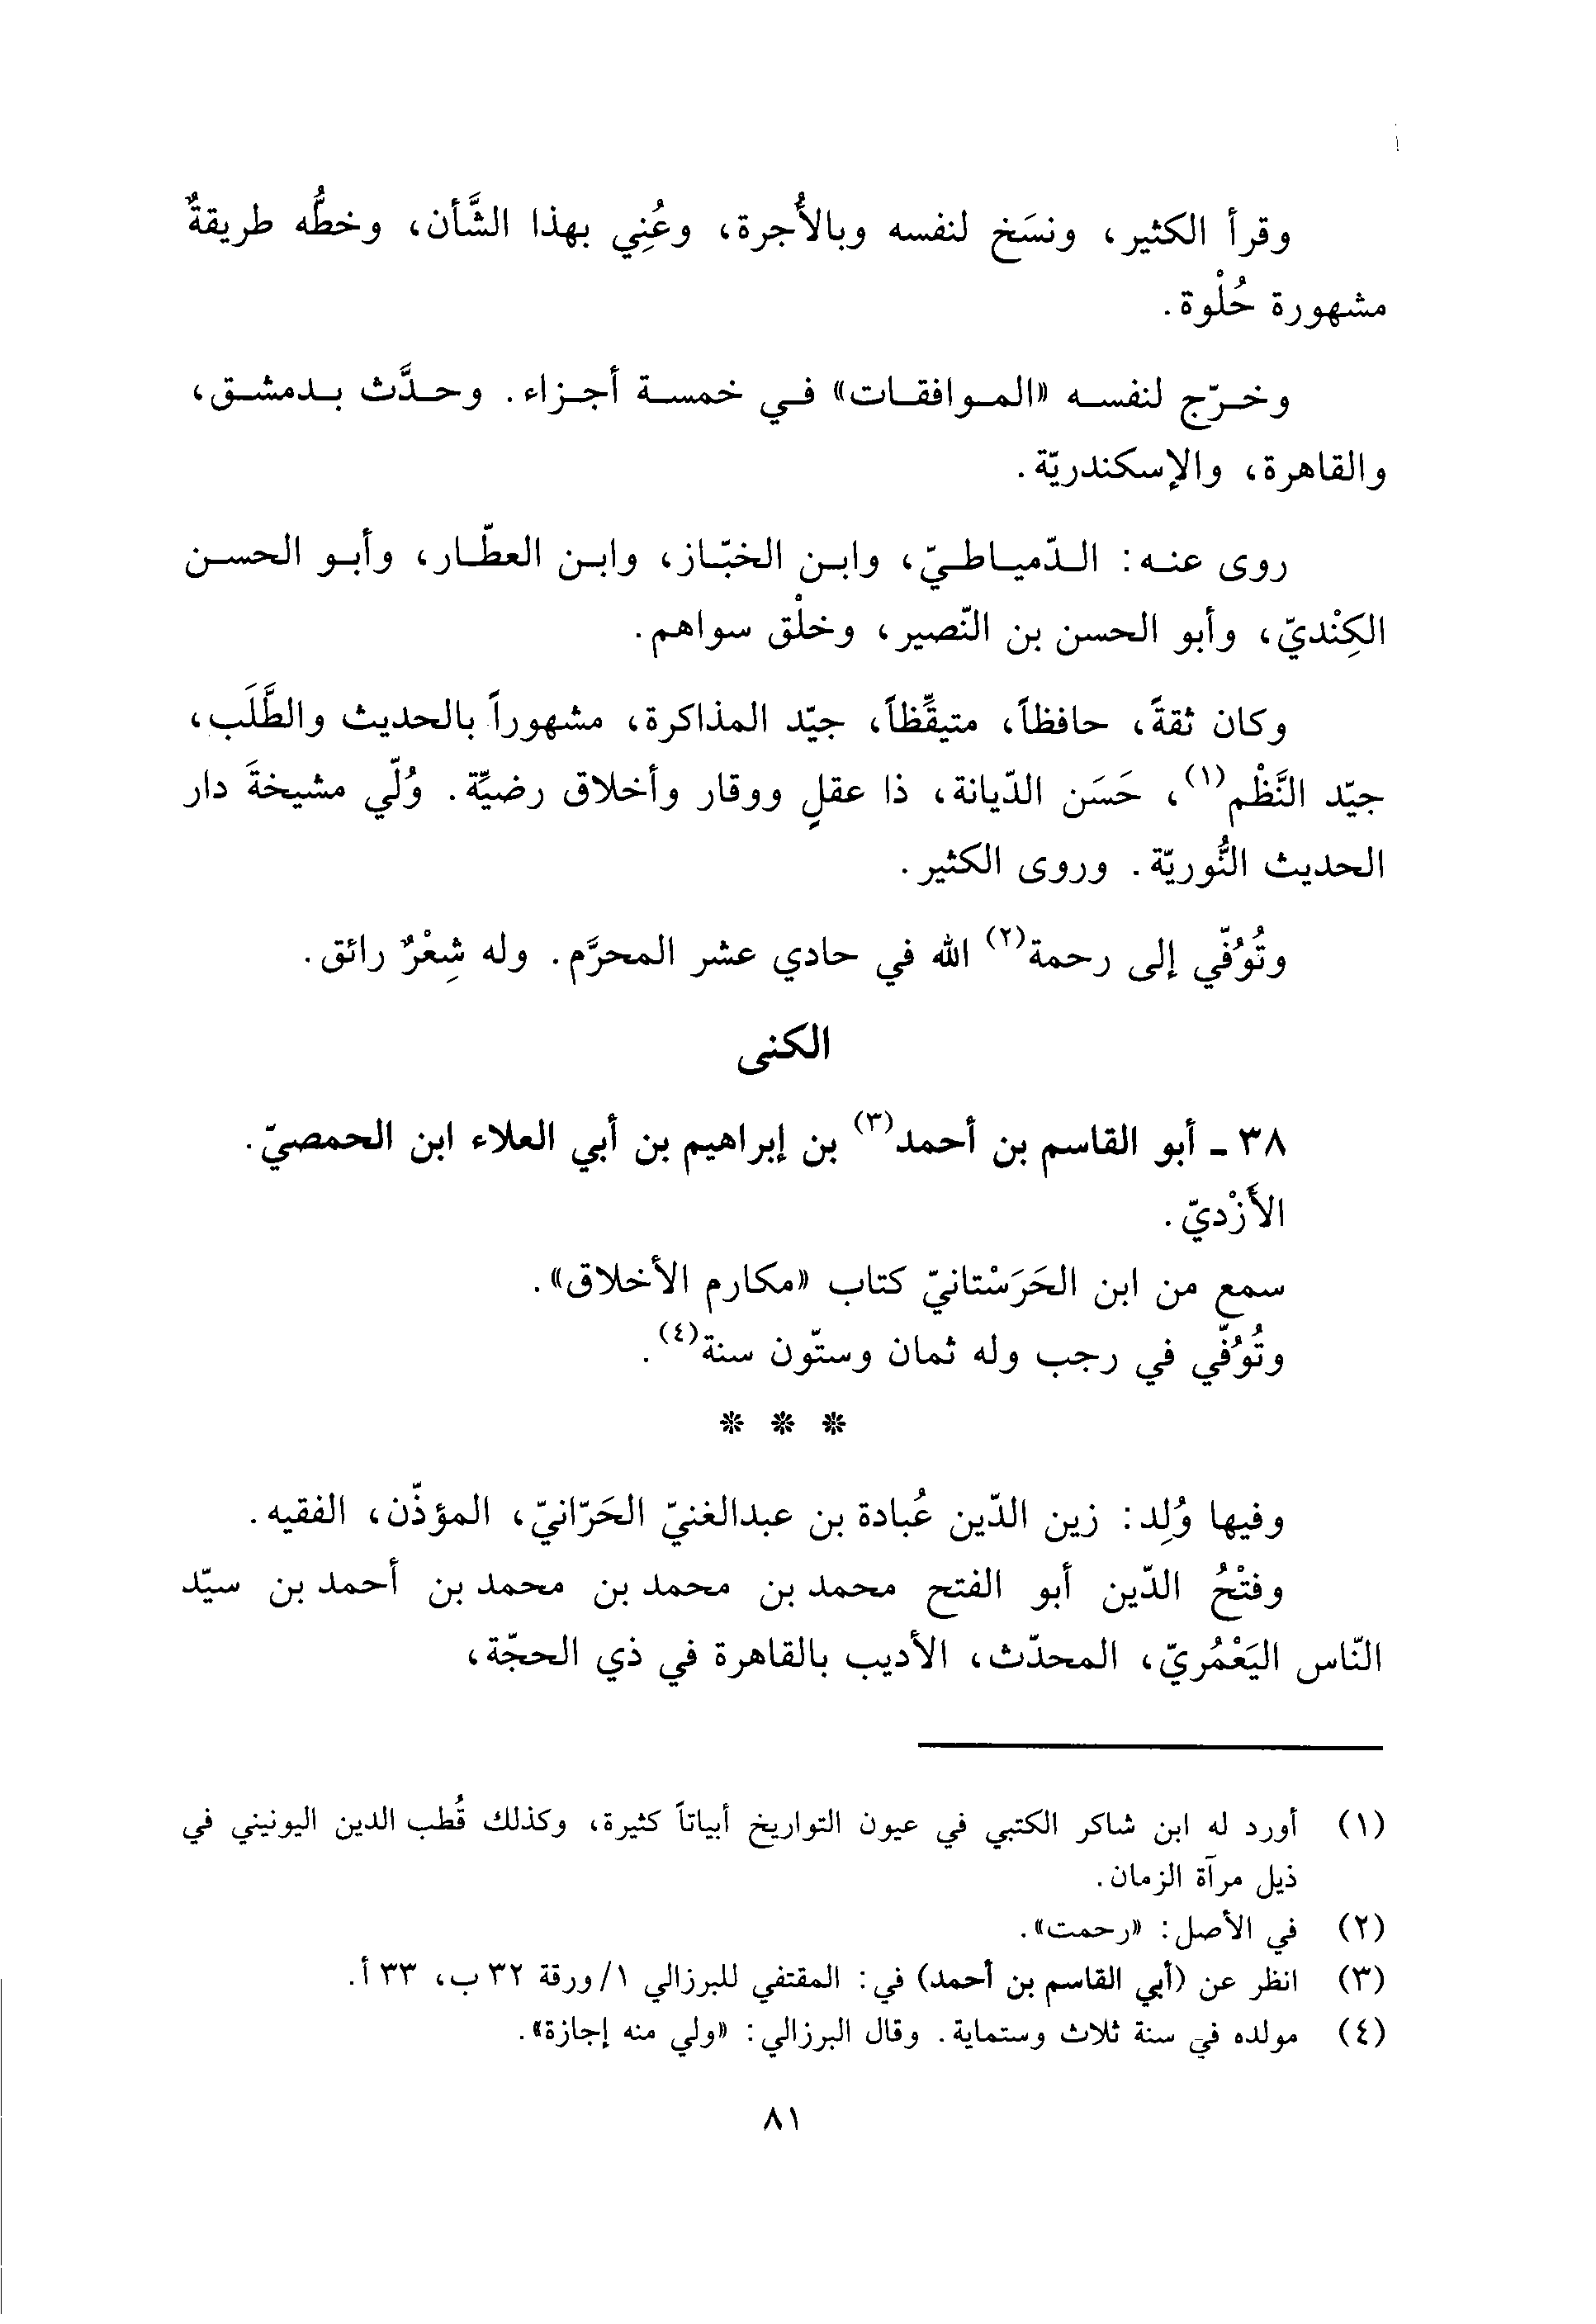 وقرأ الكثير، ونسَخ لنفسه وبالأُجرة، وعُنِي بهذا الشَّأن، وخطُّه طريقةٌ
مشهورة حُلْوة.
وخرّج لنفسه «الموافقات» في خمسة أجزاء. وحدَّث بدمشق،
والقاهرة، والإسكندريّة.
روى عنه: الدّمياطيّ، وابن الخبّاز، وابن العطّار، وأبو الحسن
الكِنْديّ، وأبو الحسن بن النّصير، وخلْق سواهم.
وكان ثقةً، حافظاً، متيقِّظاً، جيّد المذاكرة، مشهوراً بالحديث والطَّلَب،
جيّد النَّظْم(١)، حَسَن الدّيانة، ذا عقلٍ ووقار وأخلاق رضيِّة. وُلّي مشيخةَ دار
الحديث النُّوريّة. وروى الكثير.
وتُوُفّي إلى رحمة(٢) الله في حادي عشر المحرَّم. وله شِعْرٌ رائق.
الكنى
٣٨ - أبو القاسم بن أحمد(٣) بن إبراهيم بن أبي العلاء ابن الحمصيّ.
الأَزْديّ.
سمع من ابن الحَرَسْتانيّ كتاب «مكارم الأخلاق».
وتُوُفّي في رجب وله ثمان وستّون سنة(٤).
* * *
وفيها وُلِد: زين الدّين عُبادة بن عبدالغنيّ الحَرّانيّ، المؤذّن، الفقيه.
وفتْحُ الدّين أبو الفتح محمد بن محمد بن محمد بن أحمد بن سيّد
النّاس اليَعْمُريّ، المحدّث، الأديب بالقاهرة في ذي الحجّة،
(١) أورد له ابن شاكر الكتبي في عيون التواريخ أبياتاً كثيرة، وكذلك قُطب الدين اليونيني في
ذيل مرآة الزمان.
(٢) في الأصل: «رحمت».
(٣) انظر عن (أبي القاسم بن أحمد) في: المقتفي للبرزالي ١/ورقة ٣٢ ب، ٣٣ أ.
(٤) مولده في سنة ثلاث وستماية. وقال البرزالي: «ولي منه إجازة».
٨١